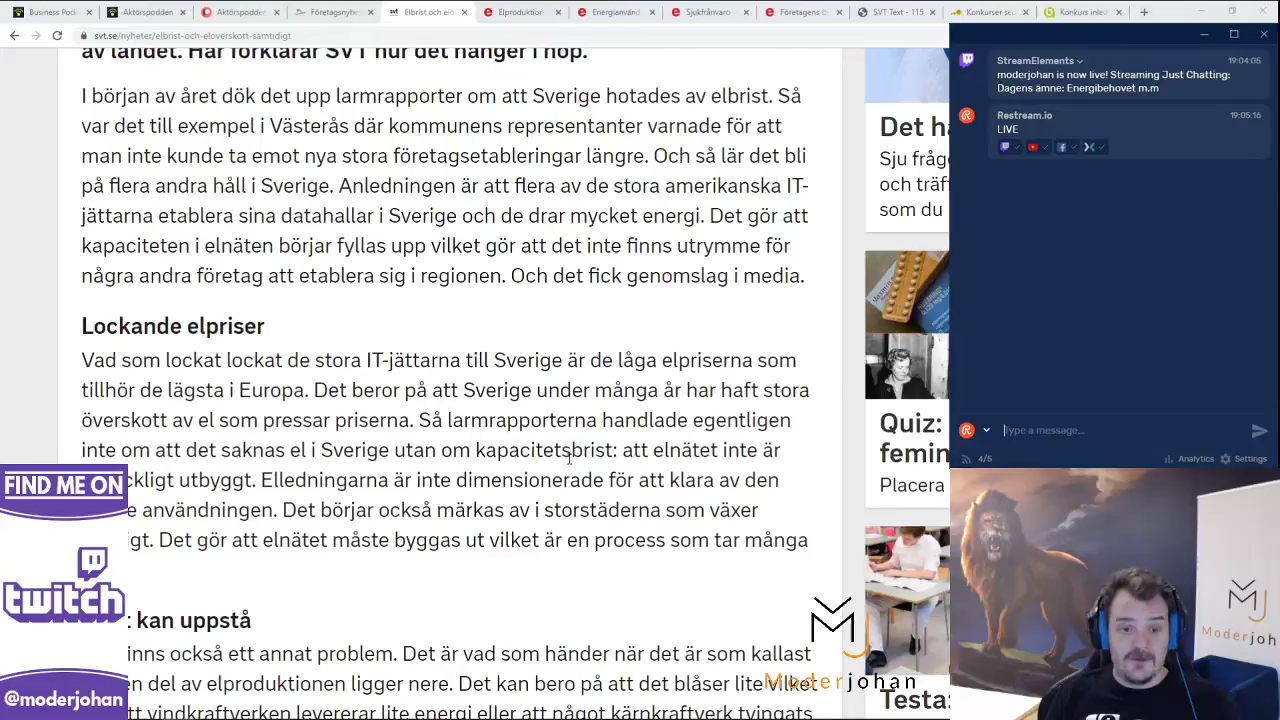 Business Pod
Aktörspodden
Aktörspodden
Företagsnyhe
Elbrist och elö
Elproduktion
Energianvänd
Sjukfrånvaro
Företagens ö
SVT Text - 115
Konkurser se
Konkurs inled
svt.se/nyheter/elbrist-och-eloverskott-samtidigt
av landet. Här förklarar SVT hur det hänger i hop.
I början av året dök det upp larmrapporter om att Sverige hotades av elbrist. Så
var det till exempel i Västerås där kommunens representanter varnade för att
man inte kunde ta emot nya stora företagsetableringar längre. Och så lär det bli
på flera andra håll i Sverige. Anledningen är att flera av de stora amerikanska IT-
jättarna etablera sina datahallar i Sverige och de drar mycket energi. Det gör att
kapaciteten i elnäten börjar fyllas upp vilket gör att det inte finns utrymme för
några andra företag att etablera sig i regionen. Och det fick genomslag i media.
Lockande elpriser
Vad som lockat lockat de stora IT-jättarna till Sverige är de låga elpriserna som
tillhör de lägsta i Europa. Det beror på att Sverige under många år har haft stora
överskott av el som pressar priserna. Så larmrapporterna handlade egentligen
inte om att det saknas el i Sverige utan om kapacitetsbrist: att elnätet inte är
ckligt utbyggt. Elledningarna är inte dimensionerade för att klara av den
användningen. Det börjar också märkas av i storstäderna som växer
igt. Det gör att elnätet måste byggas ut vilket är en process som tar många
kan uppstå
inns också ett annat problem. Det är vad som händer när det är som kallast
en del av elproduktionen ligger nere. Det kan bero på att det blåser lite vilket
tt vindkraftverken levererar lite energi eller att något kärnkraftverk tvingats
Det h
Sju fråg
och träf
som du
Quiz:
femin
Placera
Testa:
StreamElements
19:04:05
moderjohan is now live! Streaming Just Chatting:
Dagens ämne: Energibehovet m.m
Restream.io
19:05:16
LIVE
Type a message...
4/5
Analytics
Settings
FIND ME ON
twitch
@moderjohan
Moderjohan
Moderjoh